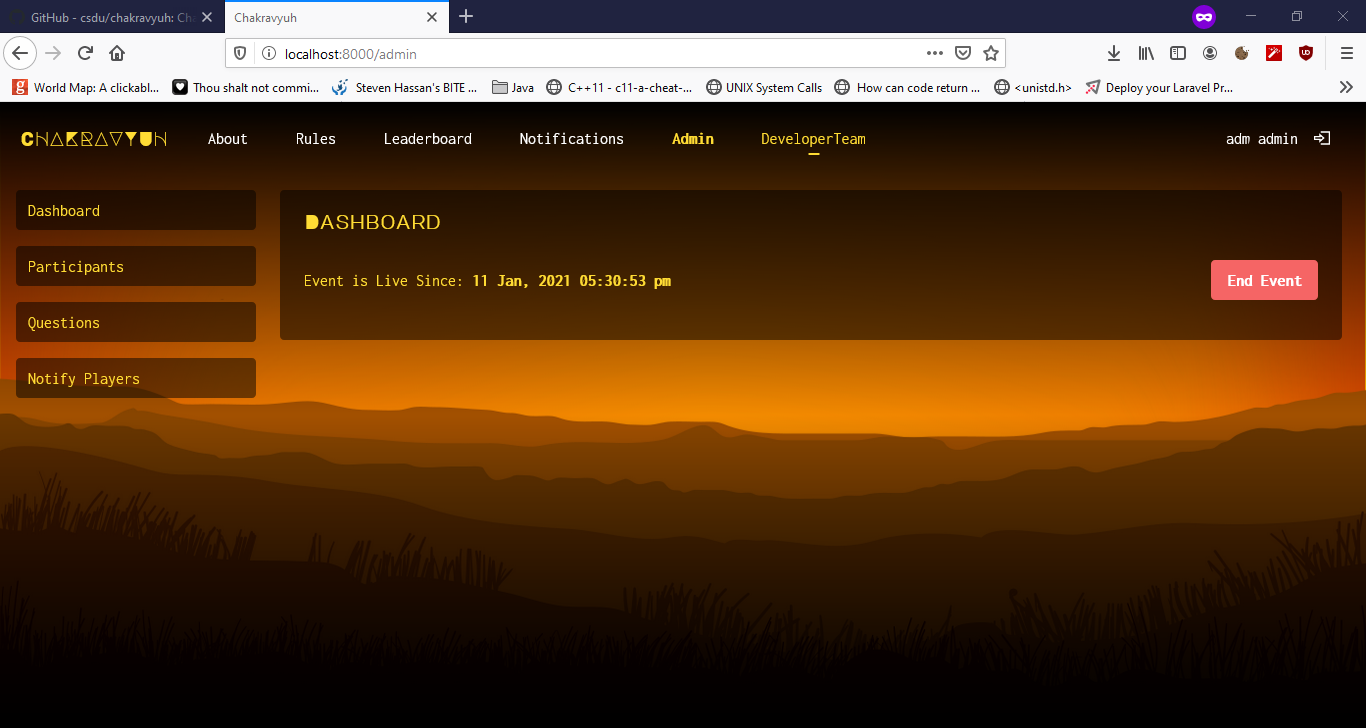 GitHub - csdu/chakravyuh: Cha
Chakravyuh
localhost:8000/admin
World Map: A clickabl... Thou shalt not commi... Steven Hassan's BITE ... Java C++11 - c11-a-cheat-... UNIX System Calls How can code return ... <unistd.h> Deploy your Laravel Pr...
CHAKRAVYUH About Rules Leaderboard Notifications Admin DeveloperTeam adm admin
Dashboard
Participants
Questions
Notify Players
DASHBOARD
Event is Live Since: 11 Jan, 2021 05:30:53 pm
End Event